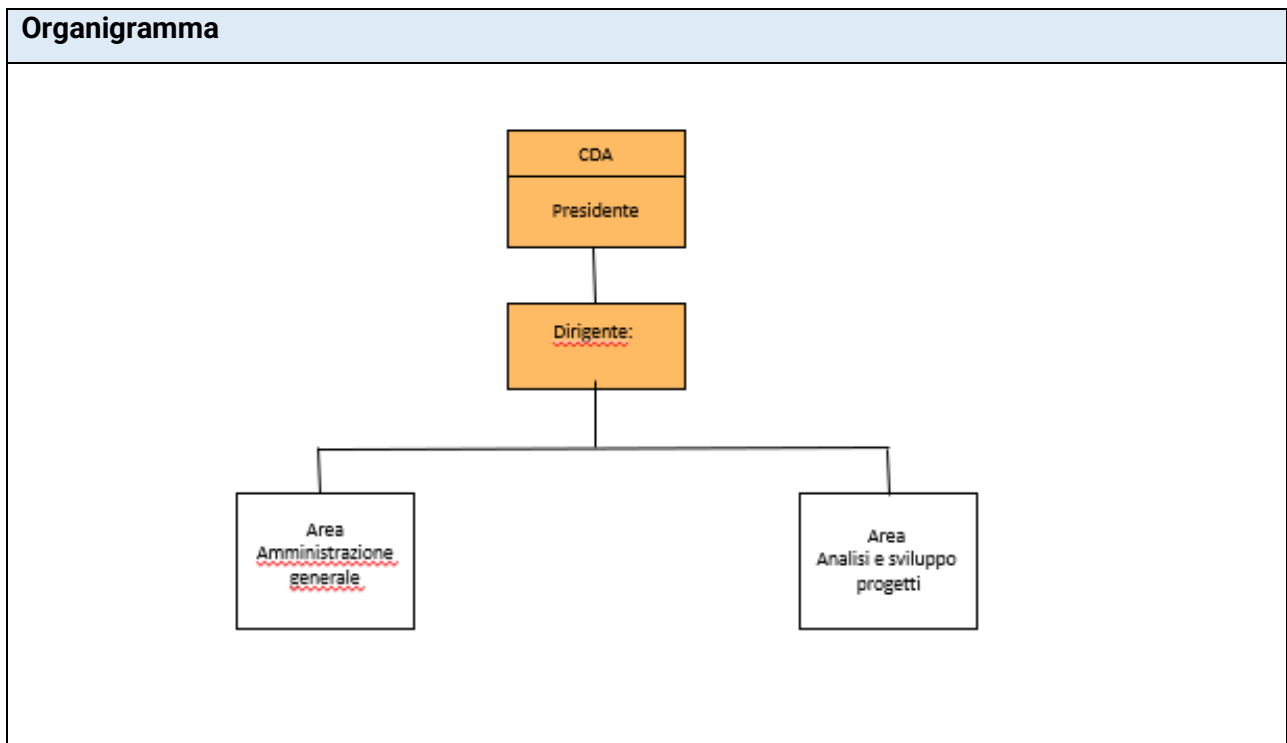 Organigramma
CDA
Presidente
Dirigente:
Area
Amministrazione
generale
Area
Analisi e sviluppo
progetti